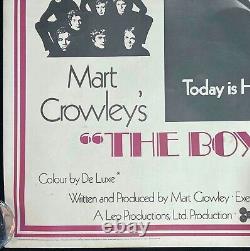 Mart
Crowley's
Today is H
"THE BOY
Colour by De Luxe®
Written and Produced by Mart Crowley · Exe
A Leo Productions, Ltd. Production